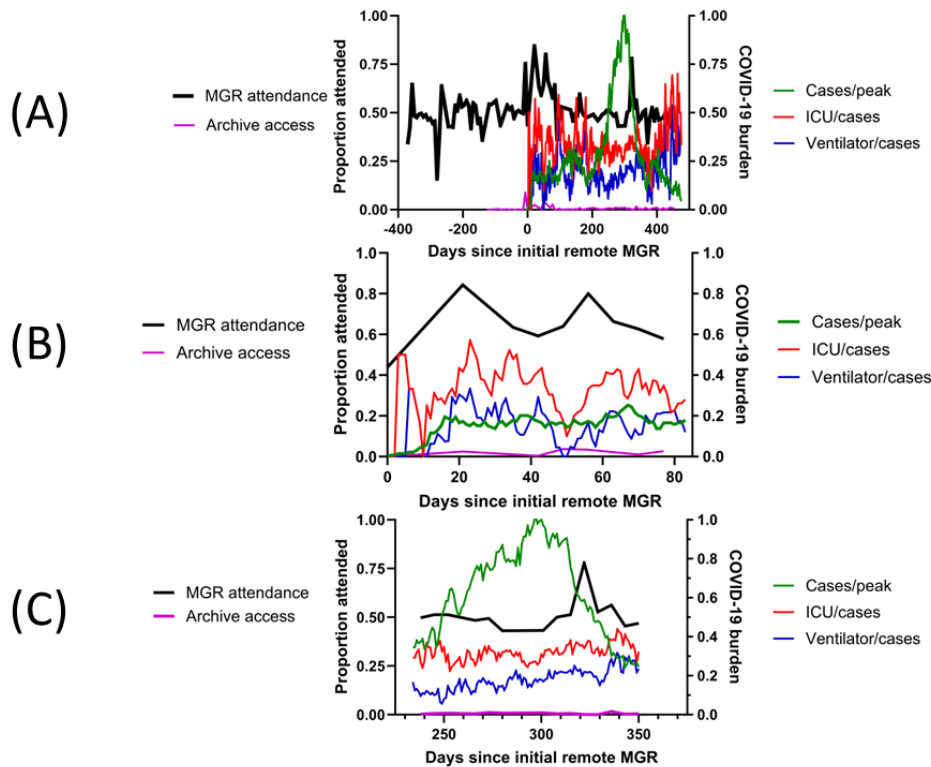 (A)
MGR attendance
Archive access
Proportion attended
1.00
0.75
0.50
0.25
0.00
-400 -200 0 200 400
Days since initial remote MGR
1.00
0.75
0.50
0.25
0.00
COVID-19 burden
Cases/peak
ICU/cases
Ventilator/cases
(B)
MGR attendance
Archive access
Proportion attended
1.0
0.8
0.6
0.4
0.2
0.0
0 20 40 60 80
Days since initial remote MGR
1.0
0.8
0.6
0.4
0.2
0.0
COVID-19 burden
Cases/peak
ICU/cases
Ventilator/cases
(C)
MGR attendance
Archive access
Proportion attended
1.00
0.75
0.50
0.25
0.00
250 300 350
Days since initial remote MGR
1.0
0.8
0.6
0.4
0.2
0.0
COVID-19 burden
Cases/peak
ICU/cases
Ventilator/cases